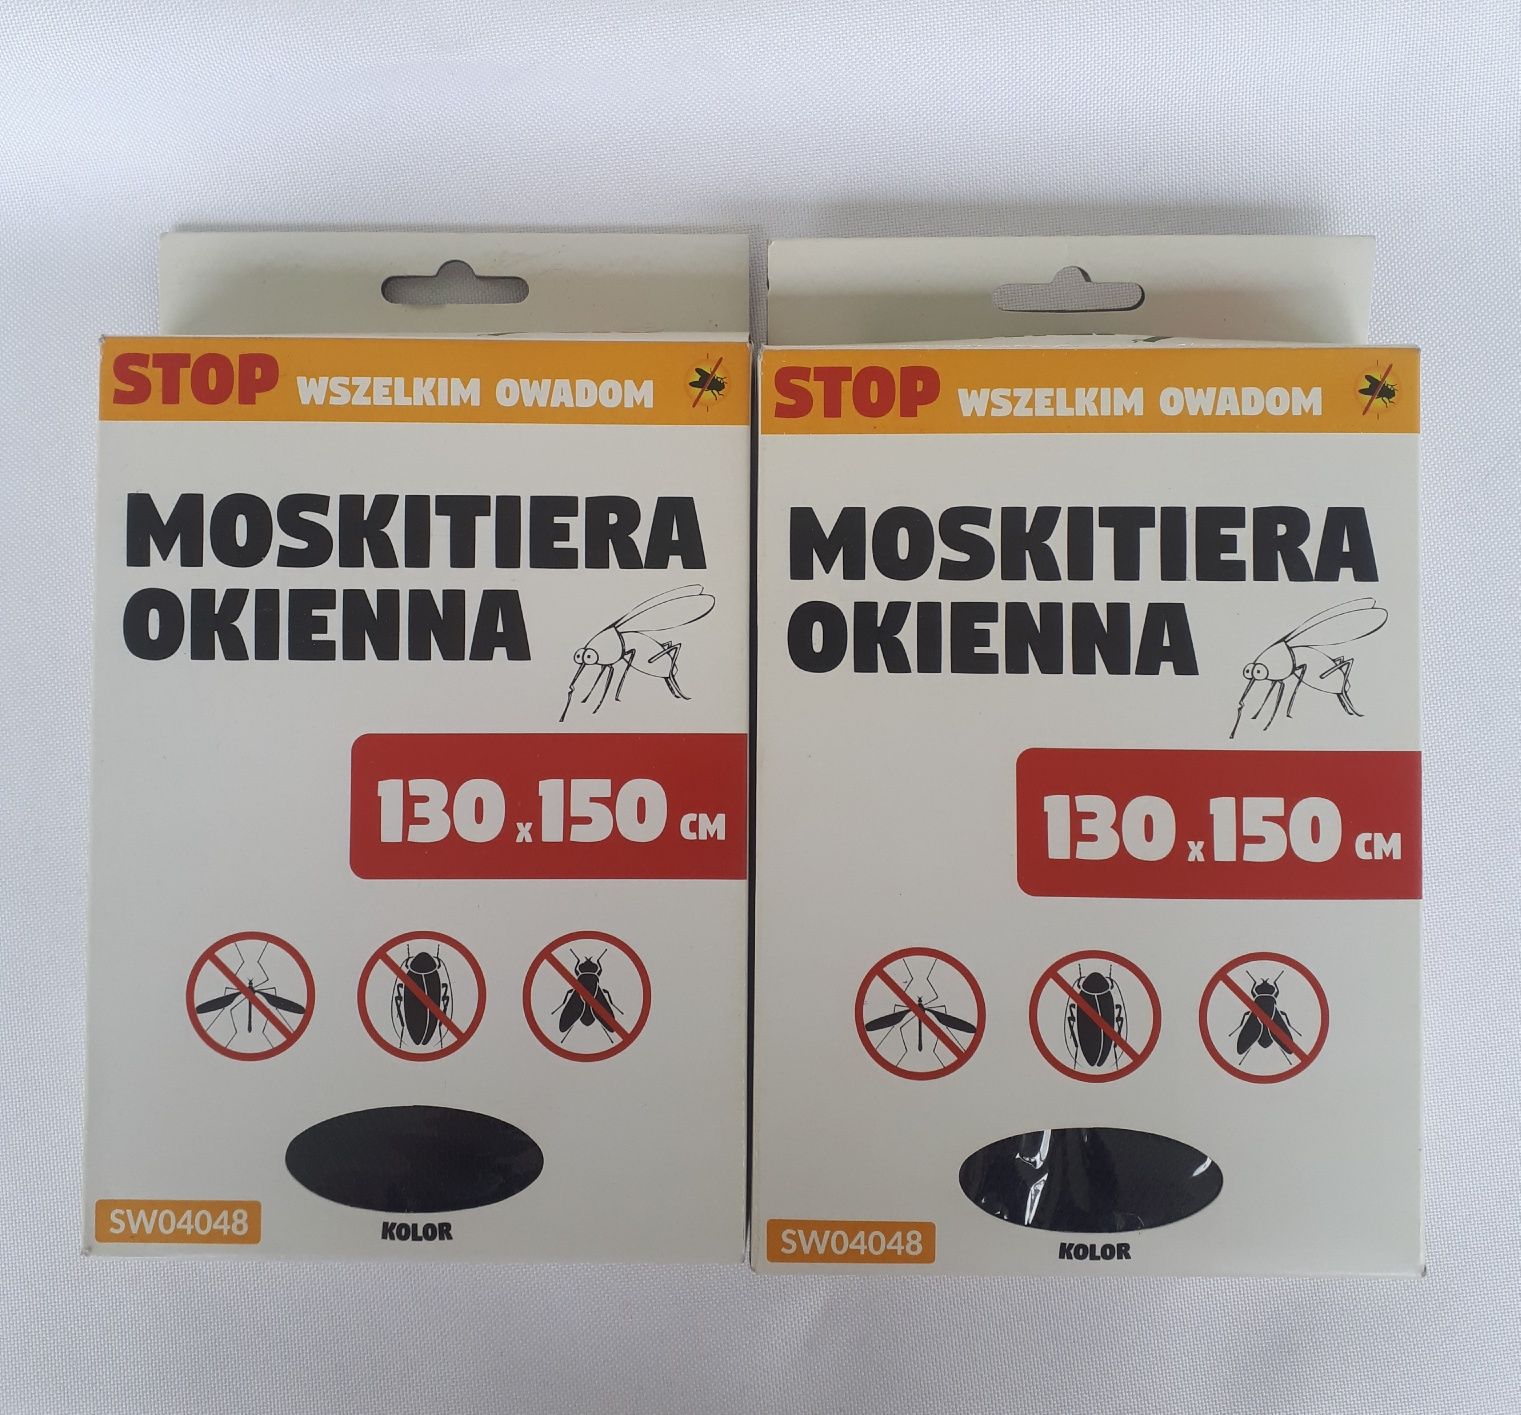 STOP WSZELKIM OWADOM
MOSKITIERA
OKIENNA
130 x 150 CM
SW04048
KOLOR
STOP WSZELKIM OWADOM
MOSKITIERA
OKIENNA
130 x 150 CM
SW04048
KOLOR